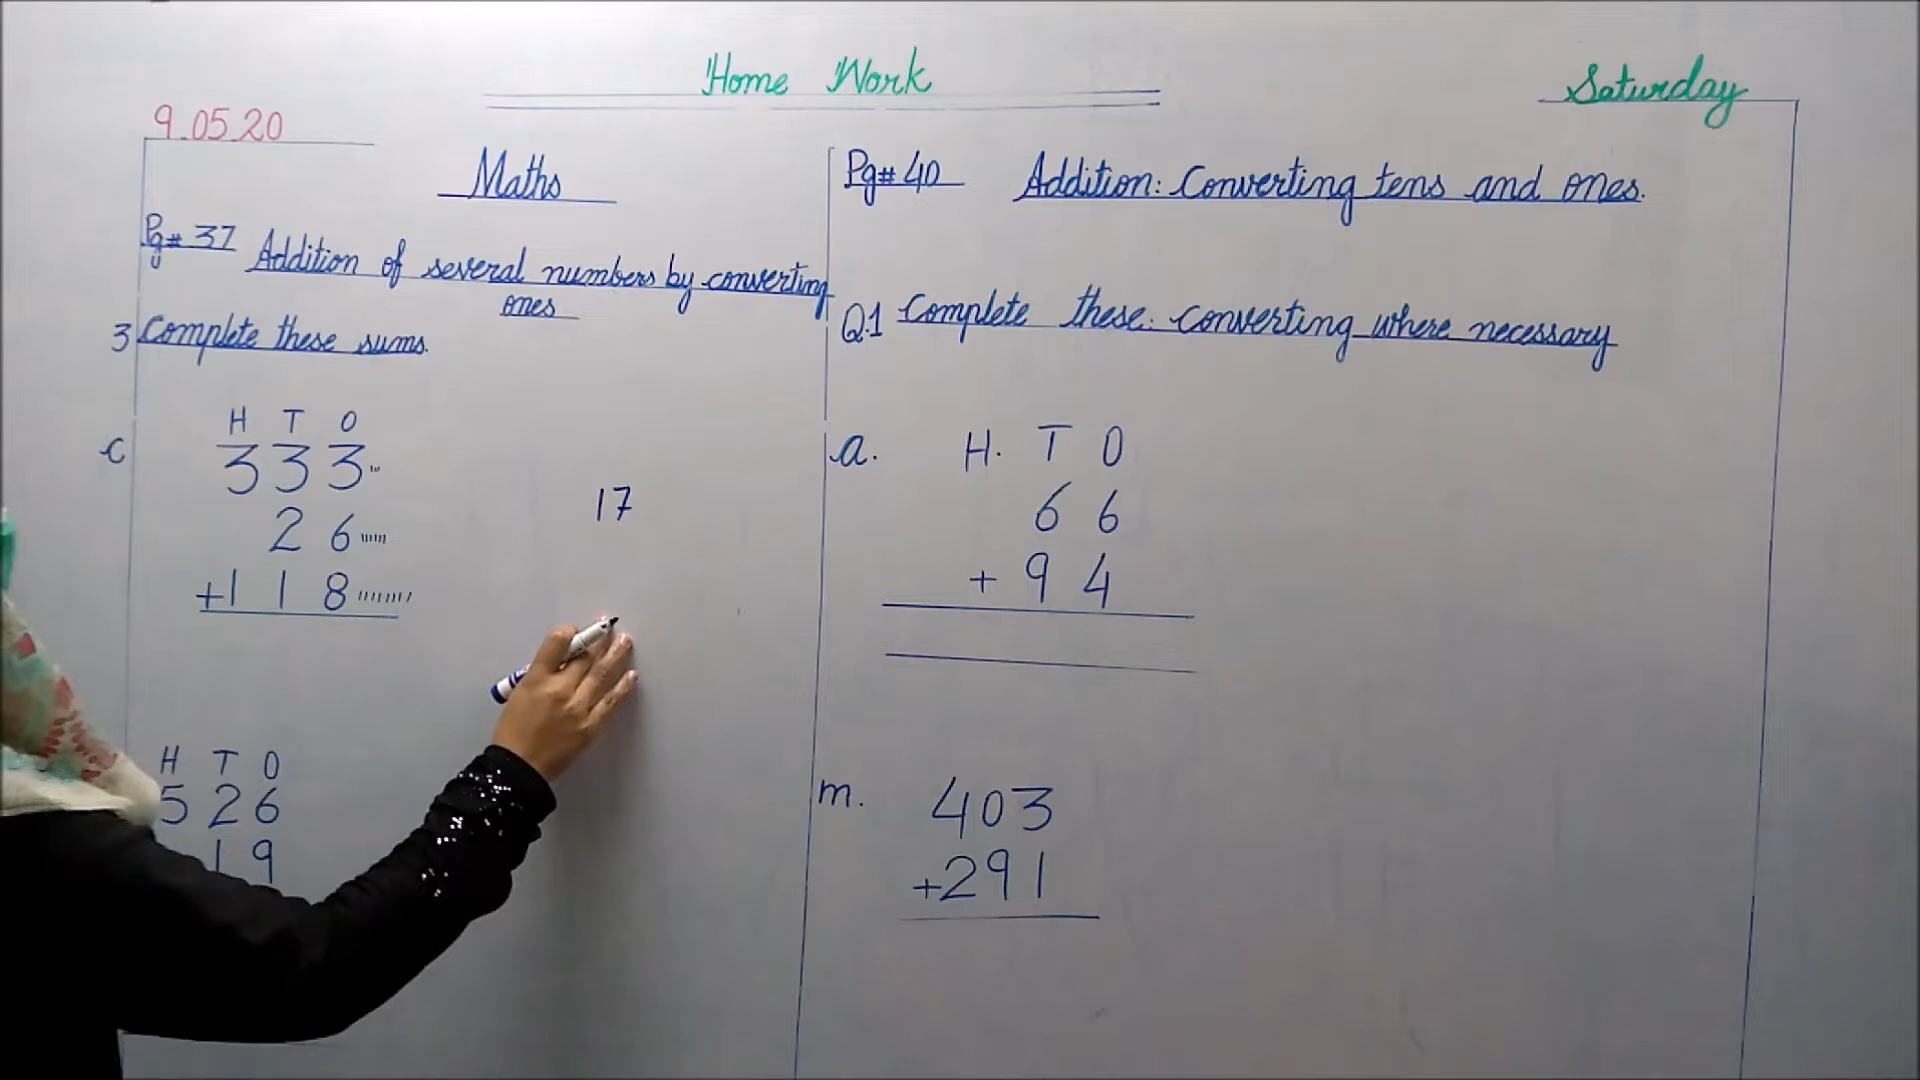 Home Work
Saturday
9.05.20
Maths
Pg# 37 Addition of several numbers by converting
ones
3 Complete these sums.
c
H T O
3 3 3
2 6
+1 1 8
17
H T O
5 2 6
1 9
Pg# 40 Addition: Converting tens and ones.
Q.1 Complete these: converting where necessary
a. H. T O
6 6
+ 9 4
m. 403
+291